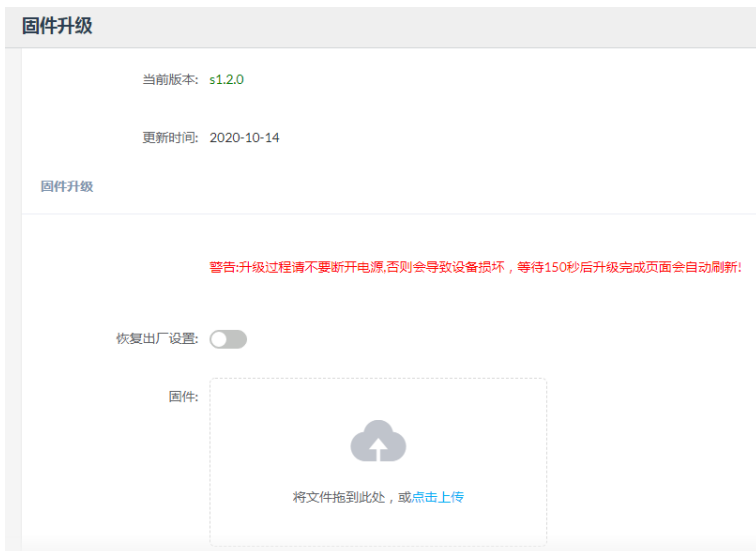 固件升级
当前版本: s1.2.0
更新时间: 2020-10-14
固件升级
警告:升级过程请不要断开电源,否则会导致设备损坏，等待150秒后升级完成页面会自动刷新!
恢复出厂设置:
固件:
将文件拖到此处，或点击上传